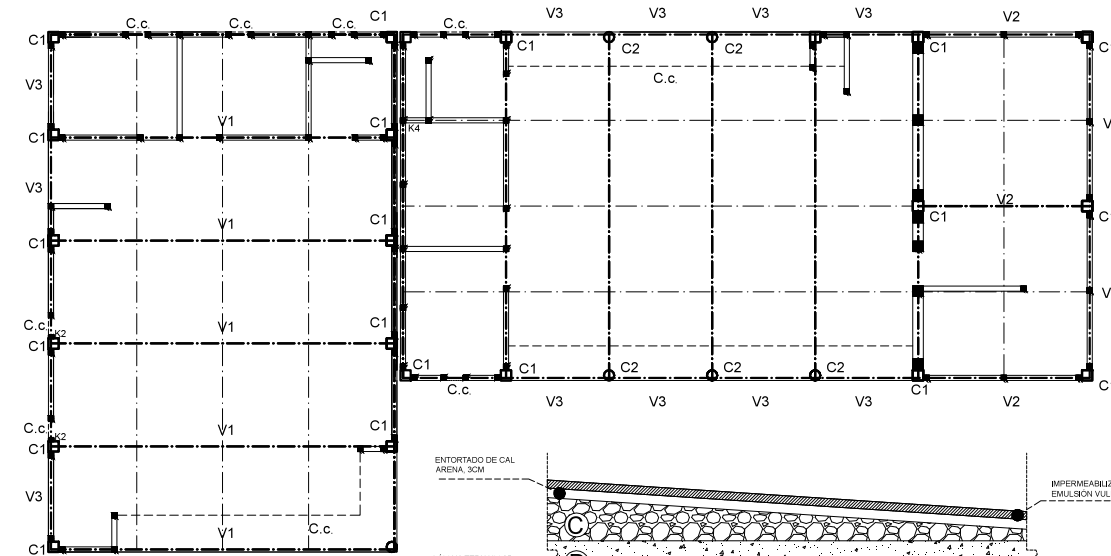 C1 V3 V3 V3 V3 V2
C.c. C.c. C.c.
C1 C1 C2 C2 C1
V3 C.c.
V1 K4
C1 C1
V3
V1 C1 C1 V2
C1
C.c. K2 C1
C1 V1 C1 C2 C2 C2
C.c. C1
V3 V3 V3 V3 V2
C.c. K2 V1 C1
C1
ENTORTADO DE CAL
ARENA, 3CM
V3
C
C.c.
C1 V1